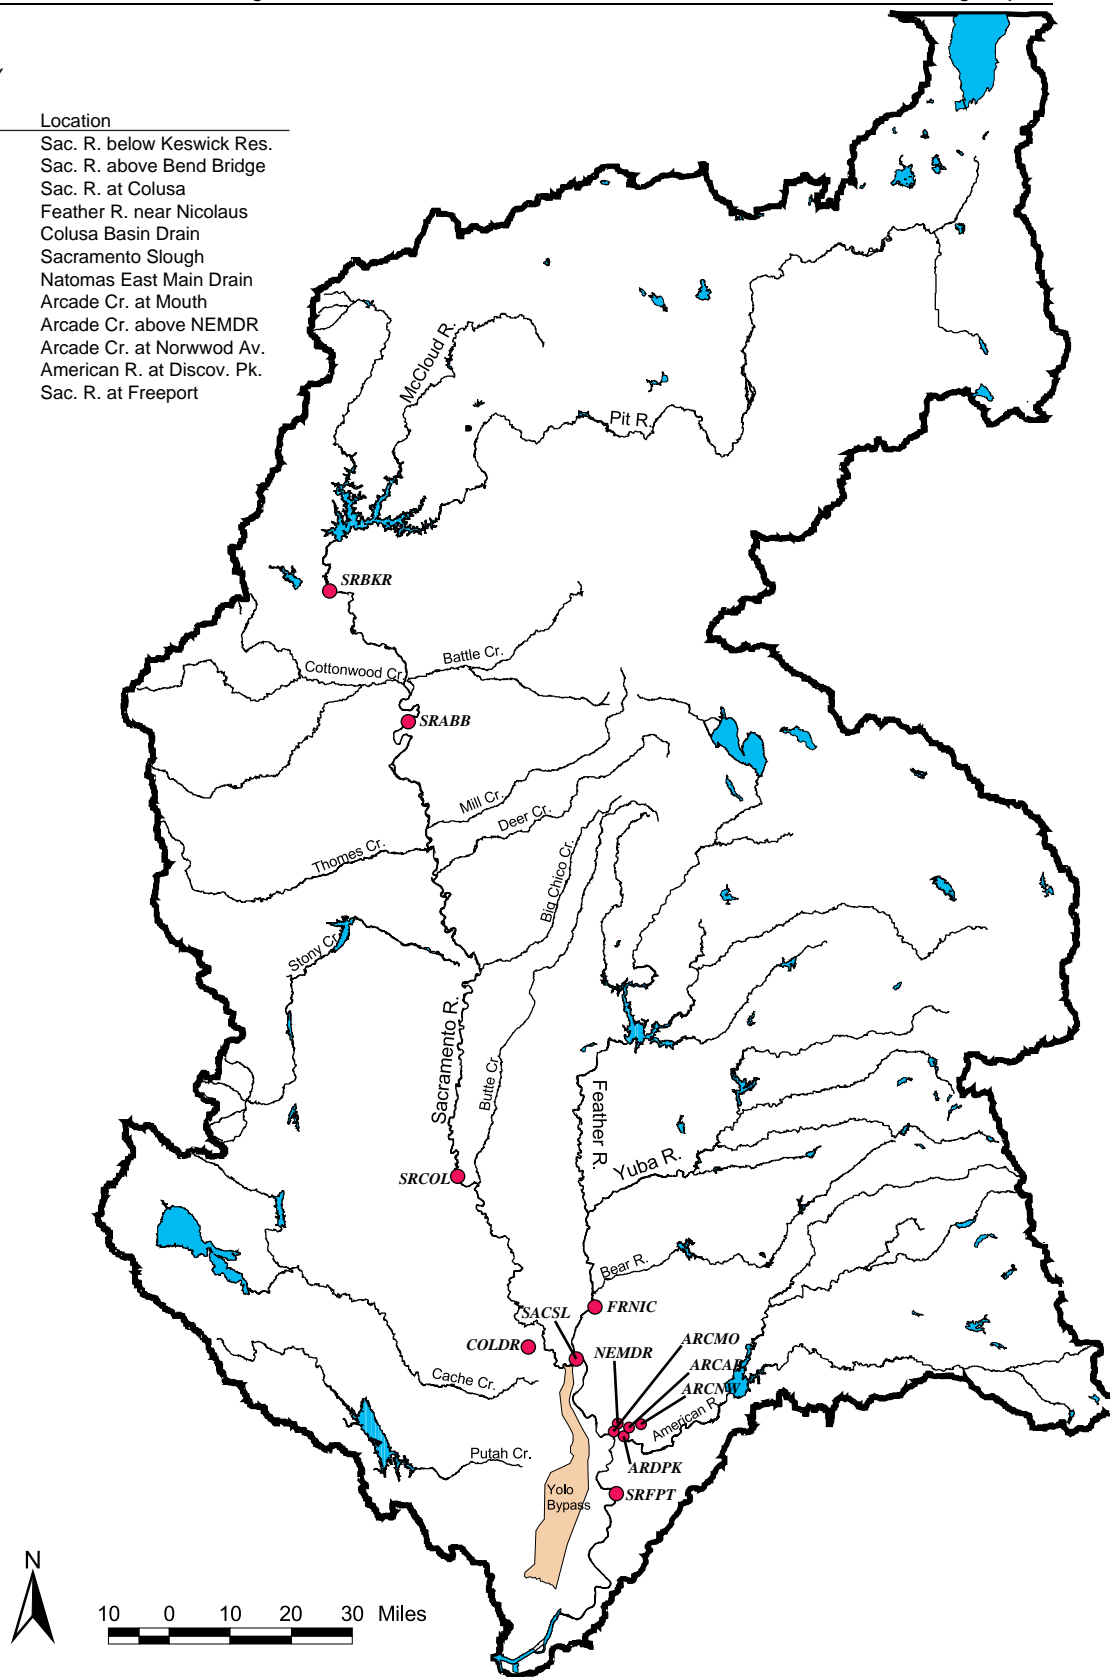 Location
Sac. R. below Keswick Res.
Sac. R. above Bend Bridge
Sac. R. at Colusa
Feather R. near Nicolaus
Colusa Basin Drain
Sacramento Slough
Natomas East Main Drain
Arcade Cr. at Mouth
Arcade Cr. above NEMDR
Arcade Cr. at Norwwod Av.
American R. at Discov. Pk.
Sac. R. at Freeport
McCloud R.
Pit R.
SRBKR
Battle Cr.
Cottonwood Cr.
SRABB
Mill Cr.
Deer Cr.
Thomes Cr.
Big Chico Cr.
Stony Cr.
Sacramento R.
Butte Cr.
Feather R.
Yuba R.
SRCOL
Bear R.
FRNIC
SACSL
COLDR
NEMDR
ARCMO
ARCAB
ARCNW
American R.
Cache Cr.
Putah Cr.
ARDPK
Yolo
Bypass
SRFPT
N
10 0 10 20 30 Miles